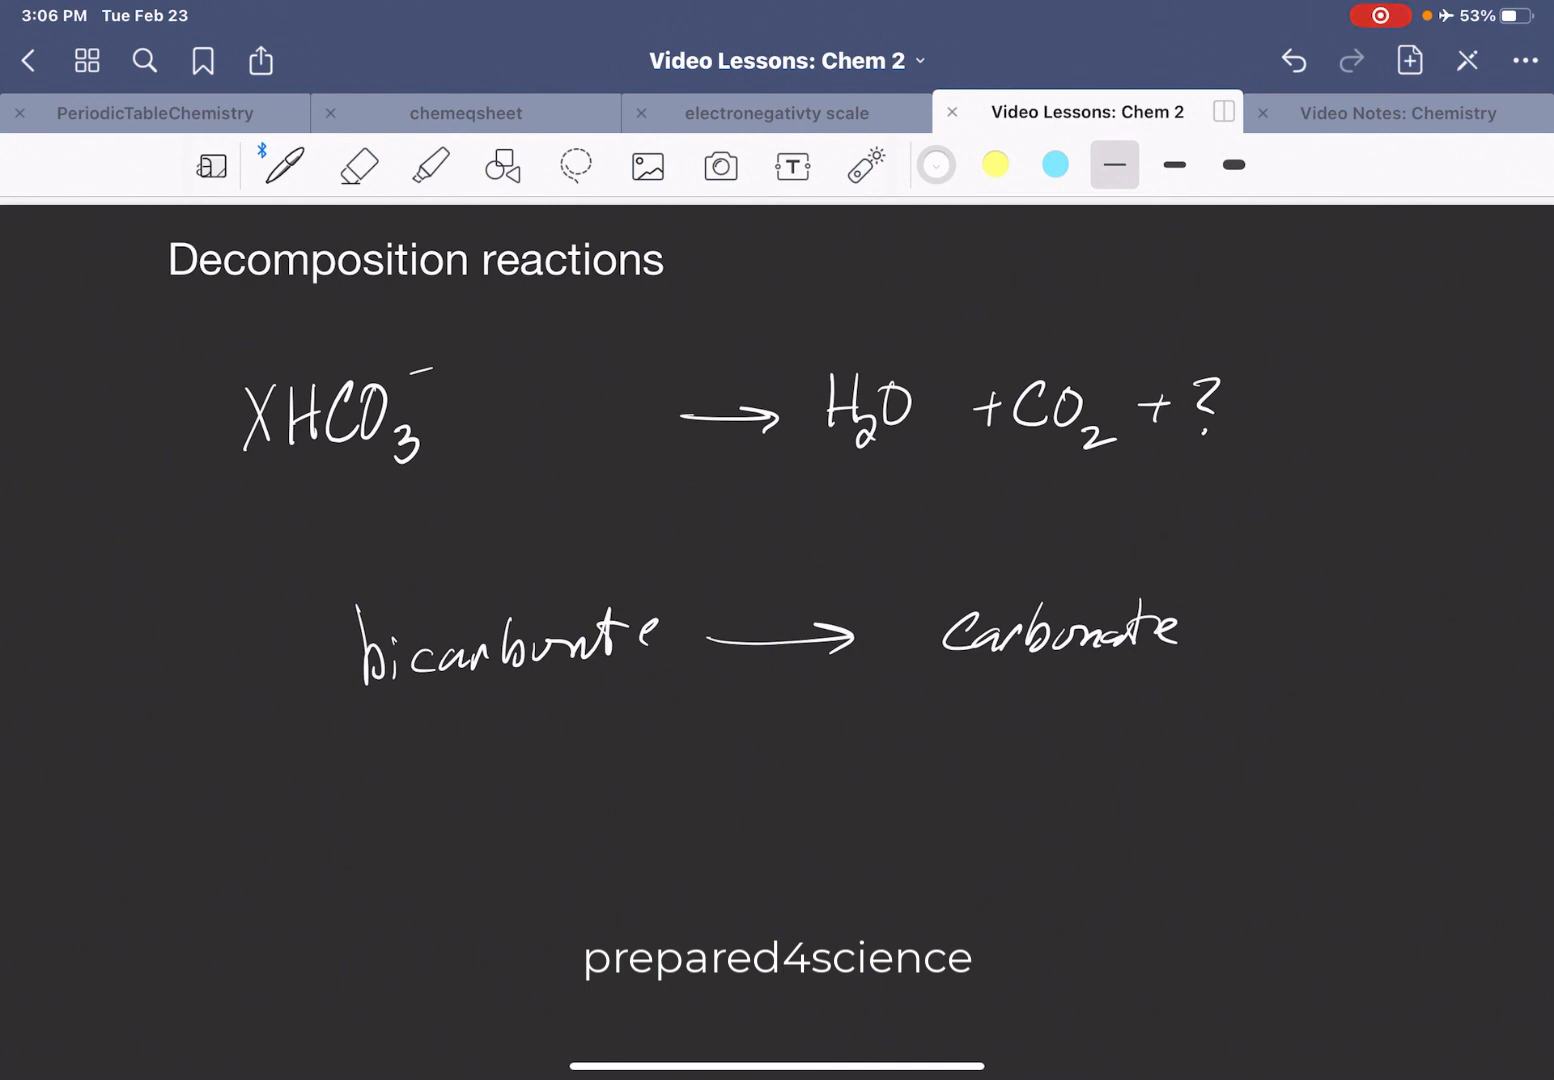 3:06 PM Tue Feb 23 53%
Video Lessons: Chem 2
PeriodicTableChemistry chemeqsheet electronegativty scale Video Lessons: Chem 2 Video Notes: Chemistry
Decomposition reactions
XHCO₃⁻ → H₂O + CO₂ + ?
bicarbonte → carbonate
prepared4science